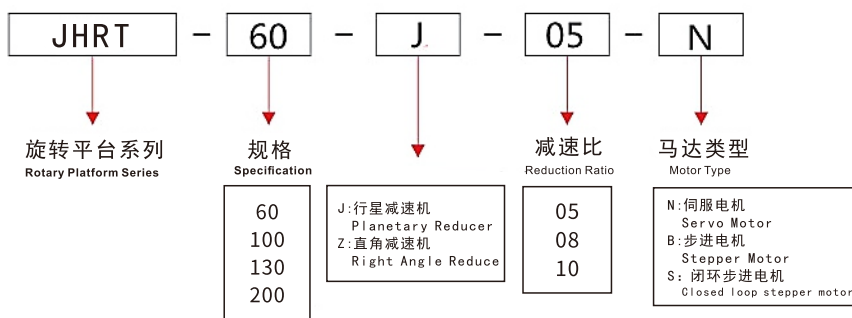 JHRT - 60 - J - 05 - N
旋转平台系列
Rotary Platform Series
规格
Specification
减速比
Reduction Ratio
马达类型
Motor Type
60
100
130
200
J:行星减速机
Planetary Reducer
Z:直角减速机
Right Angle Reduce
05
08
10
N:伺服电机
Servo Motor
B:步进电机
Stepper Motor
S: 闭环步进电机
Closed loop stepper motor